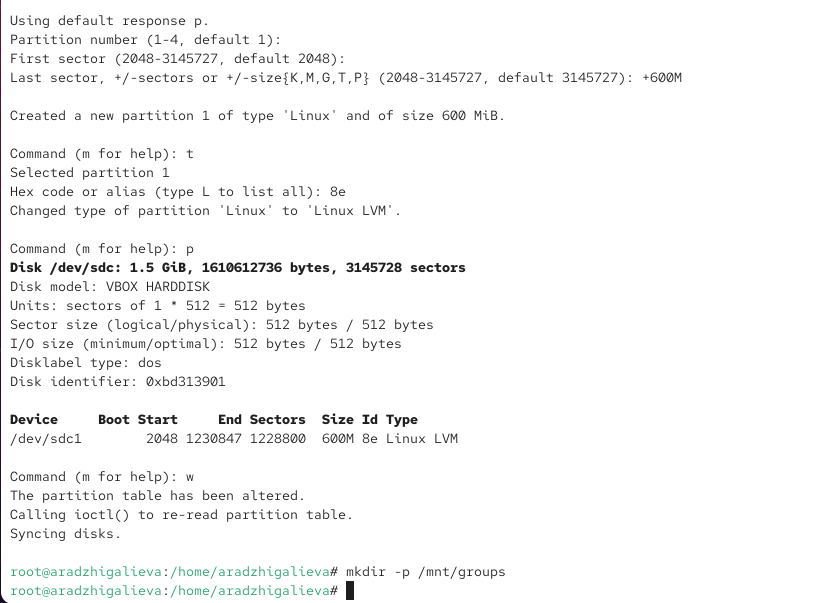 Using default response p.
Partition number (1-4, default 1):
First sector (2048-3145727, default 2048):
Last sector, +/-sectors or +/-size{K,M,G,T,P} (2048-3145727, default 3145727): +600M
Created a new partition 1 of type 'Linux' and of size 600 MiB.
Command (m for help): t
Selected partition 1
Hex code or alias (type L to list all): 8e
Changed type of partition 'Linux' to 'Linux LVM'.
Command (m for help): p
Disk /dev/sdc: 1.5 GiB, 1610612736 bytes, 3145728 sectors
Disk model: VBOX HARDDISK
Units: sectors of 1 * 512 = 512 bytes
Sector size (logical/physical): 512 bytes / 512 bytes
I/O size (minimum/optimal): 512 bytes / 512 bytes
Disklabel type: dos
Disk identifier: 0xbd313901
Device     Boot Start     End Sectors  Size Id Type
/dev/sdc1        2048 1230847 1228800  600M 8e Linux LVM
Command (m for help): w
The partition table has been altered.
Calling ioctl() to re-read partition table.
Syncing disks.
root@aradzhigalieva:/home/aradzhigalieva# mkdir -p /mnt/groups
root@aradzhigalieva:/home/aradzhigalieva#